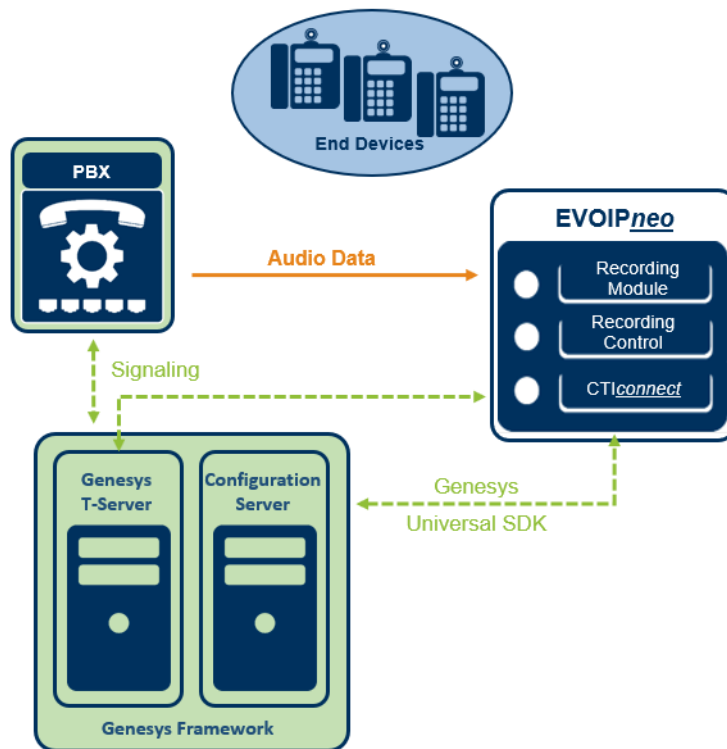 End Devices
PBX
EVOIPneo
Audio Data
Recording
Module
Recording
Control
CTIconnect
Signaling
Genesys
T-Server
Configuration
Server
Genesys
Universal SDK
Genesys Framework